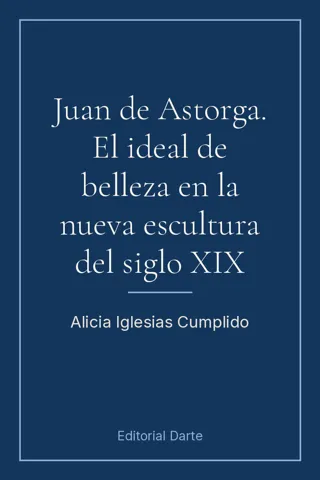 Juan de Astorga.
El ideal de
belleza en la
nueva escultura
del siglo XIX
Alicia Iglesias Cumplido
Editorial Darte